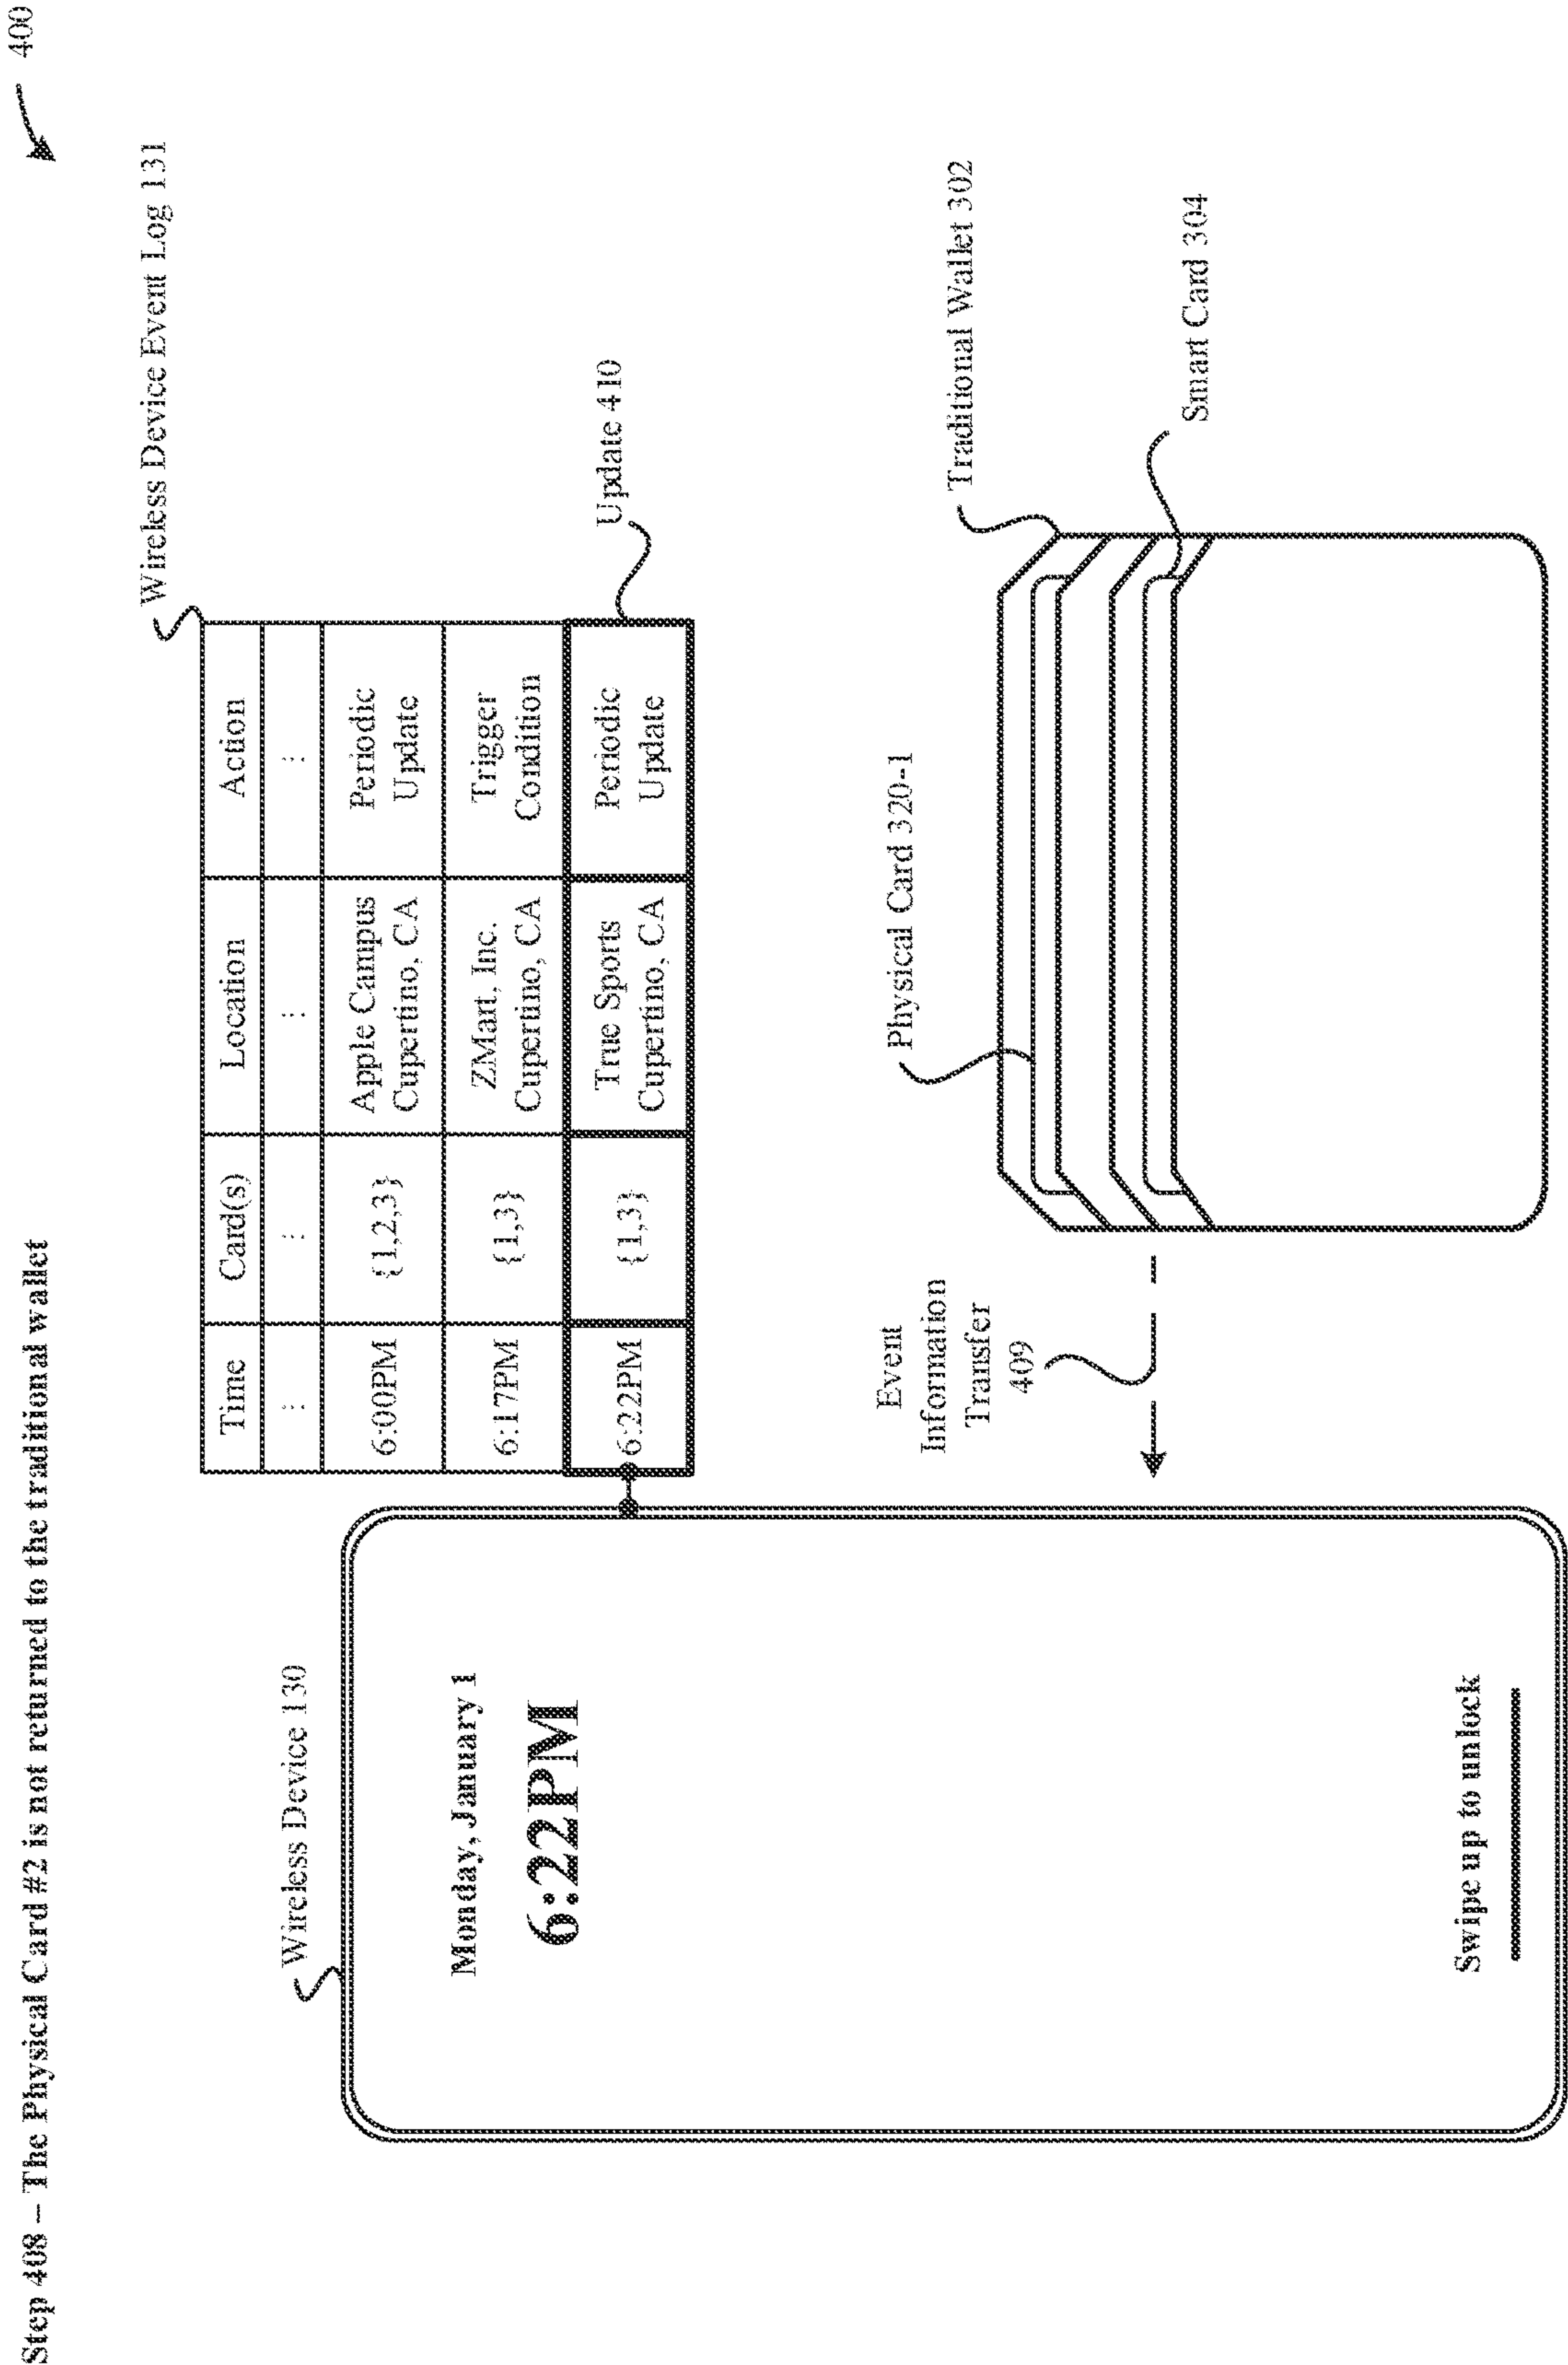 400
Step 408 – The Physical Card #2 is not returned to the traditional wallet
Wireless Device Event Log 131
Wireless Device 130
Monday, January 1
6:22PM
Swipe up to unlock
Time Card(s) Location Action
: : : :
6:00PM {1,2,3} Apple Campus Periodic
Cupertino, CA Update
6:17PM {1,3} ZMart, Inc. Trigger
Cupertino, CA Condition
6:22PM {1,3} True Sports Periodic
Cupertino, CA Update
Update 410
Event
Information
Transfer
409
Physical Card 320-1
Traditional Wallet 302
Smart Card 304